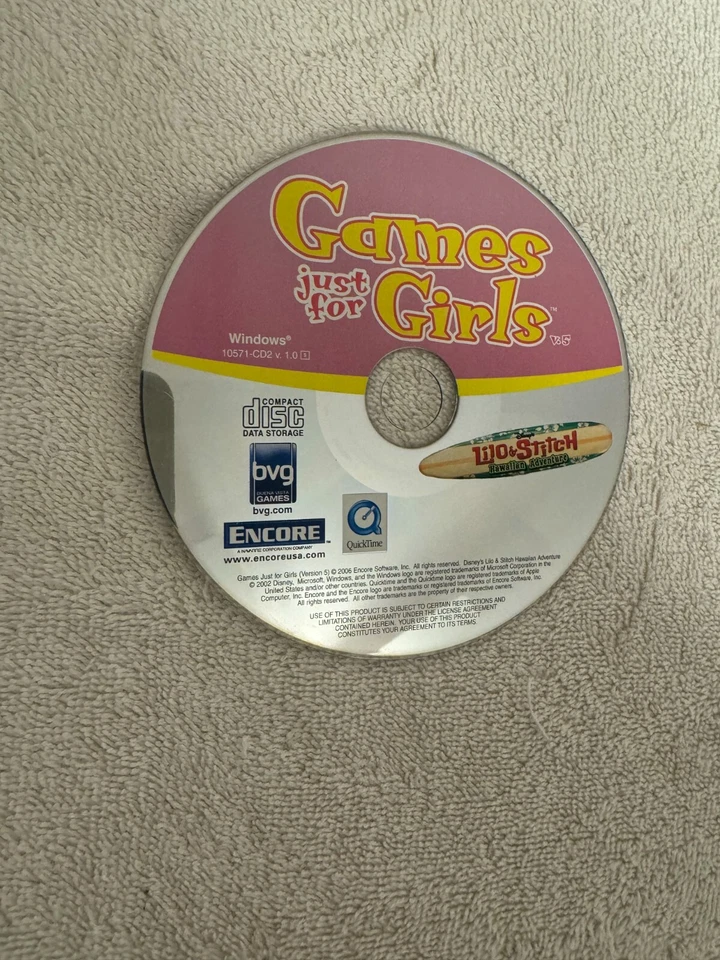 Games
just
for
Girls™
v.5
Windows®
10571-CD2 v. 1.0 S
COMPACT
disc
DATA STORAGE
bvg
BUENA VISTA
GAMES
bvg.com
Disney's
LILO & STITCH
Hawaiian Adventure
ENCORE™
A NAVARRE CORPORATION COMPANY
www.encoreusa.com
QuickTime
Games Just for Girls (Version 5) © 2006 Encore Software, Inc. All rights reserved. Disney's Lilo & Stitch Hawaiian Adventure
© 2002 Disney. Microsoft, Windows, and the Windows logo are registered trademarks of Microsoft Corporation in the
United States and/or other countries. Quicktime and the Quicktime logo are registered trademarks of Apple
Computer, Inc. Encore and the Encore logo are trademarks or registered trademarks of Encore Software, Inc.
All rights reserved. All other trademarks are the property of their respective owners.
USE OF THIS PRODUCT IS SUBJECT TO CERTAIN RESTRICTIONS AND
LIMITATIONS OF WARRANTY UNDER THE LICENSE AGREEMENT
CONTAINED HEREIN. YOUR USE OF THIS PRODUCT
CONSTITUTES YOUR AGREEMENT TO ITS TERMS.